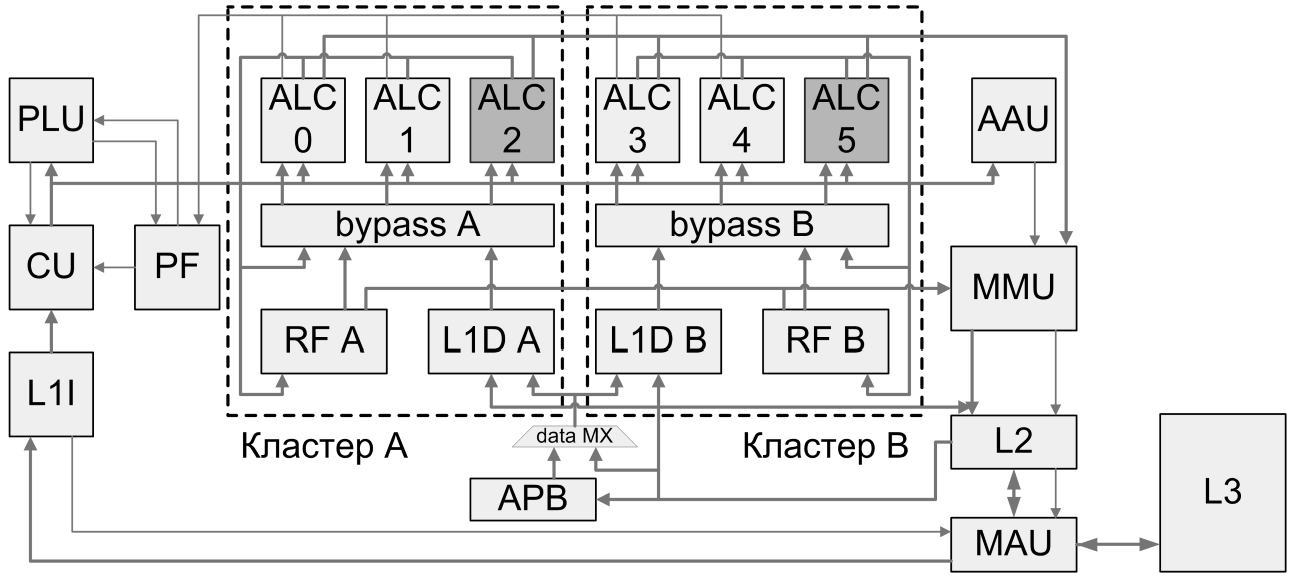 ALC
0
ALC
1
ALC
2
ALC
3
ALC
4
ALC
5
PLU
AAU
bypass A
bypass B
CU
PF
MMU
RF A
L1D A
L1D B
RF B
L1I
Кластер A
data MX
Кластер B
L2
APB
L3
MAU